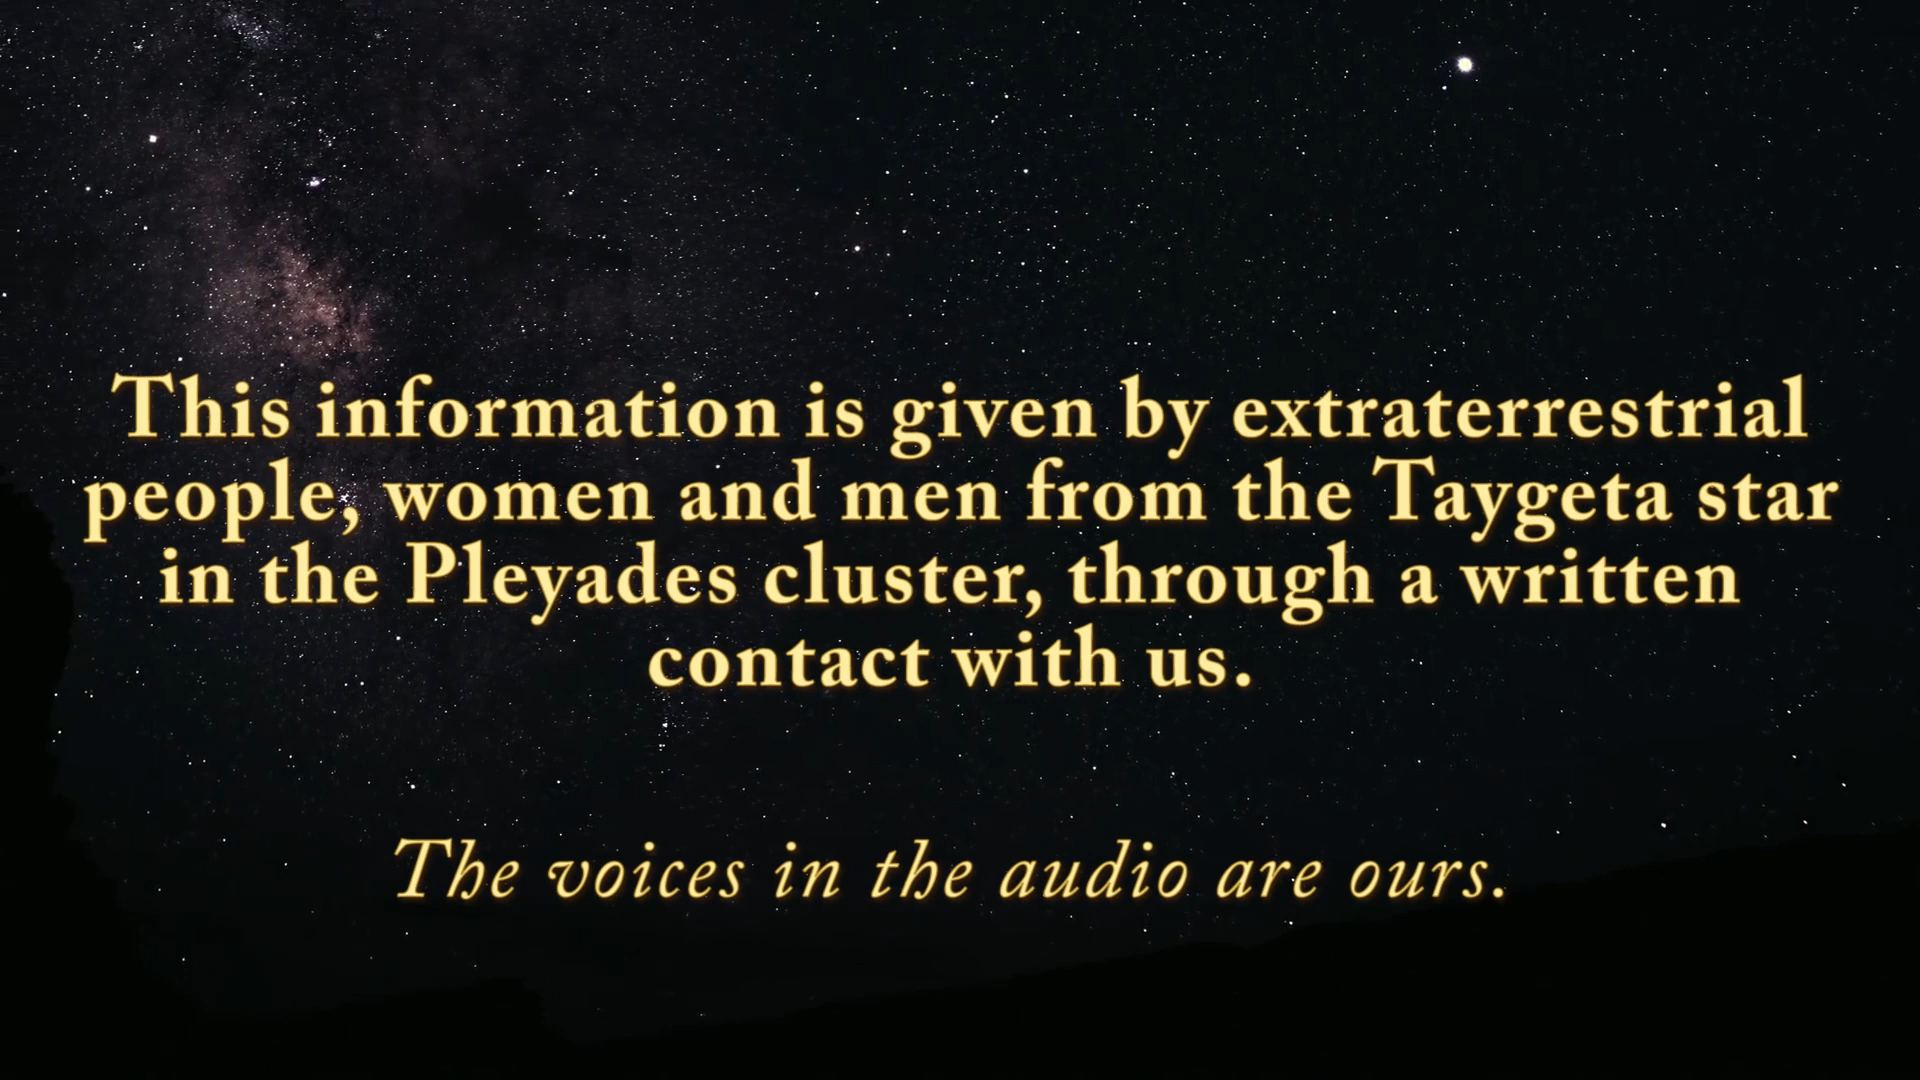 This information is given by extraterrestrial
people, women and men from the Taygeta star
in the Pleyades cluster, through a written
contact with us.
The voices in the audio are ours.